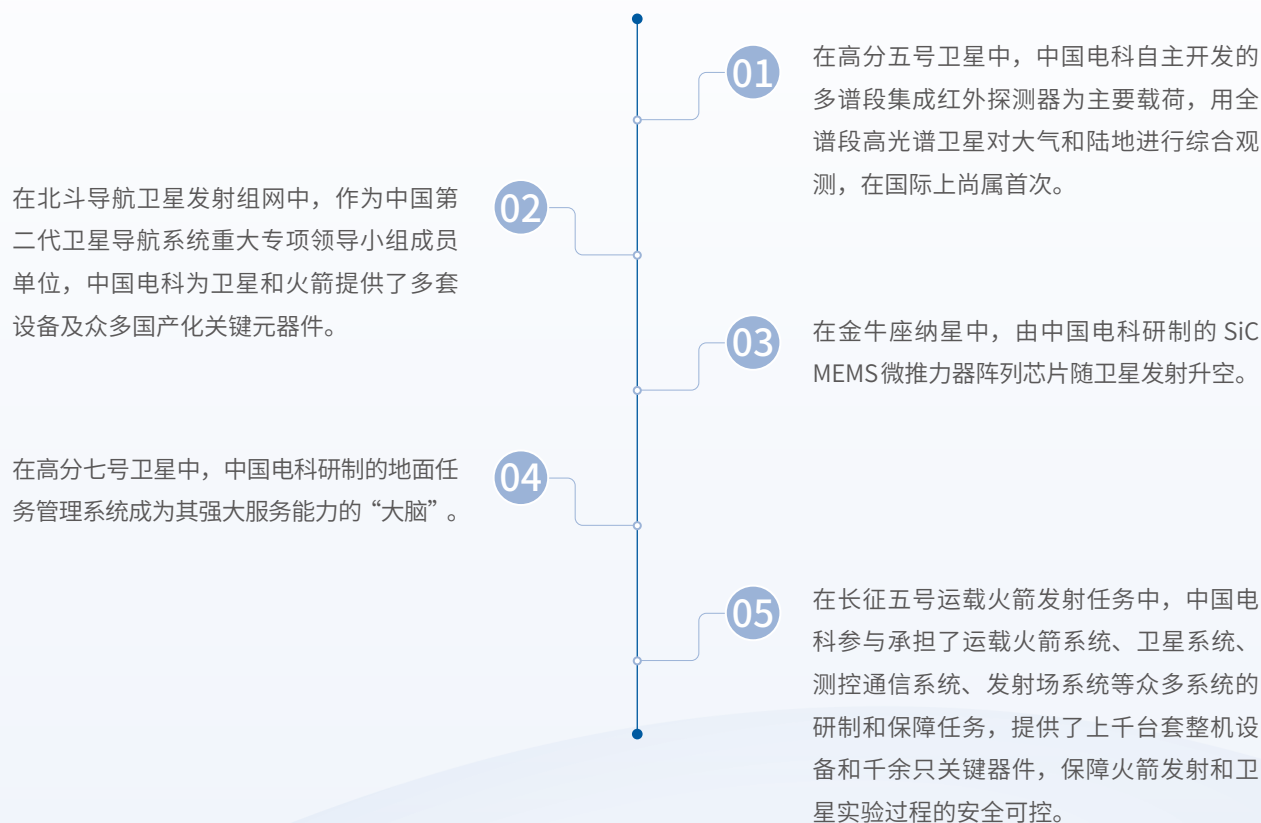 01
在高分五号卫星中，中国电科自主开发的
多谱段集成红外探测器为主要载荷，用全
谱段高光谱卫星对大气和陆地进行综合观
测，在国际上尚属首次。
02
在北斗导航卫星发射组网中，作为中国第
二代卫星导航系统重大专项领导小组成员
单位，中国电科为卫星和火箭提供了多套
设备及众多国产化关键元器件。
03
在金牛座纳星中，由中国电科研制的 SiC
MEMS微推力器阵列芯片随卫星发射升空。
04
在高分七号卫星中，中国电科研制的地面任
务管理系统成为其强大服务能力的“大脑”。
05
在长征五号运载火箭发射任务中，中国电
科参与承担了运载火箭系统、卫星系统、
测控通信系统、发射场系统等众多系统的
研制和保障任务，提供了上千台套整机设
备和千余只关键器件，保障火箭发射和卫
星实验过程的安全可控。